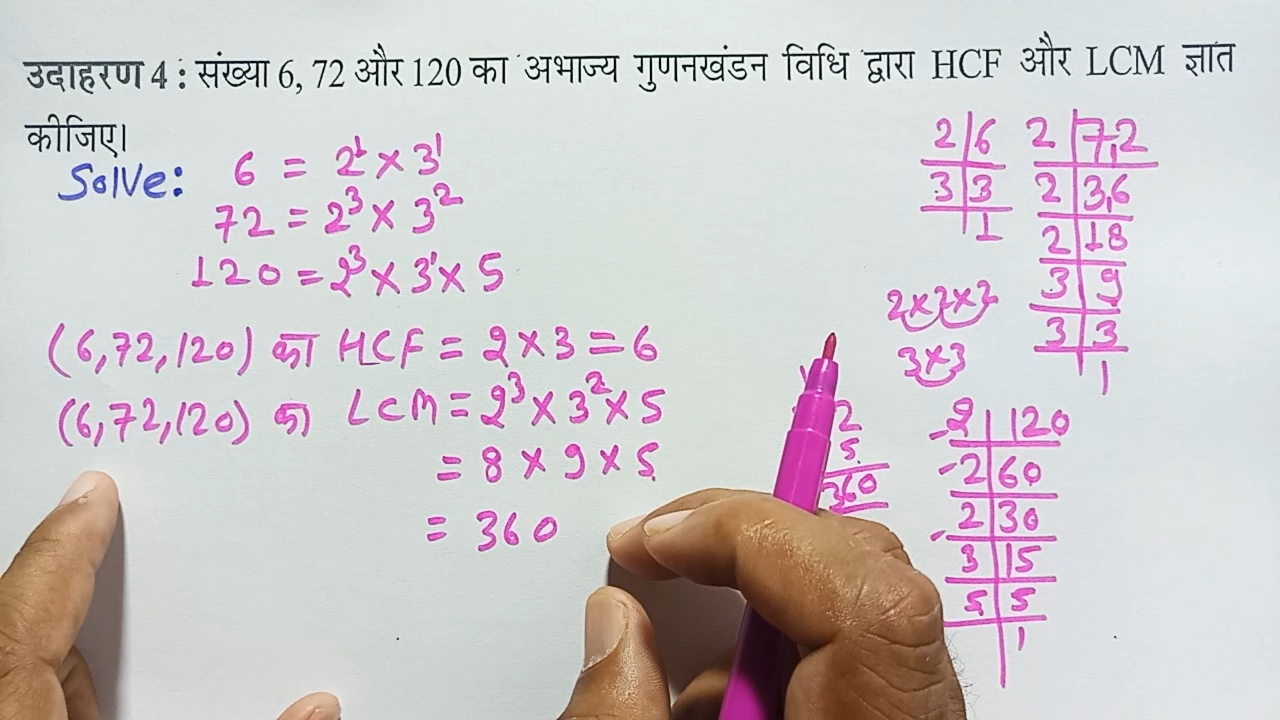 उदाहरण 4 : संख्या 6, 72 और 120 का अभाज्य गुणनखंडन विधि द्वारा HCF और LCM ज्ञात
कीजिए।
Solve:
6 = 2¹ × 3¹
72 = 2³ × 3²
120 = 2³ × 3¹ × 5
(6,72,120) का HCF = 2 × 3 = 6
(6,72,120) का LCM = 2³ × 3² × 5
= 8 × 9 × 5
= 360
2 | 6
3 | 3
1
2 | 72
2 | 36
2 | 18
3 | 9
3 | 3
1
2×2×2
3×3
2
5
360
2 | 120
2 | 60
2 | 30
3 | 15
5 | 5
1